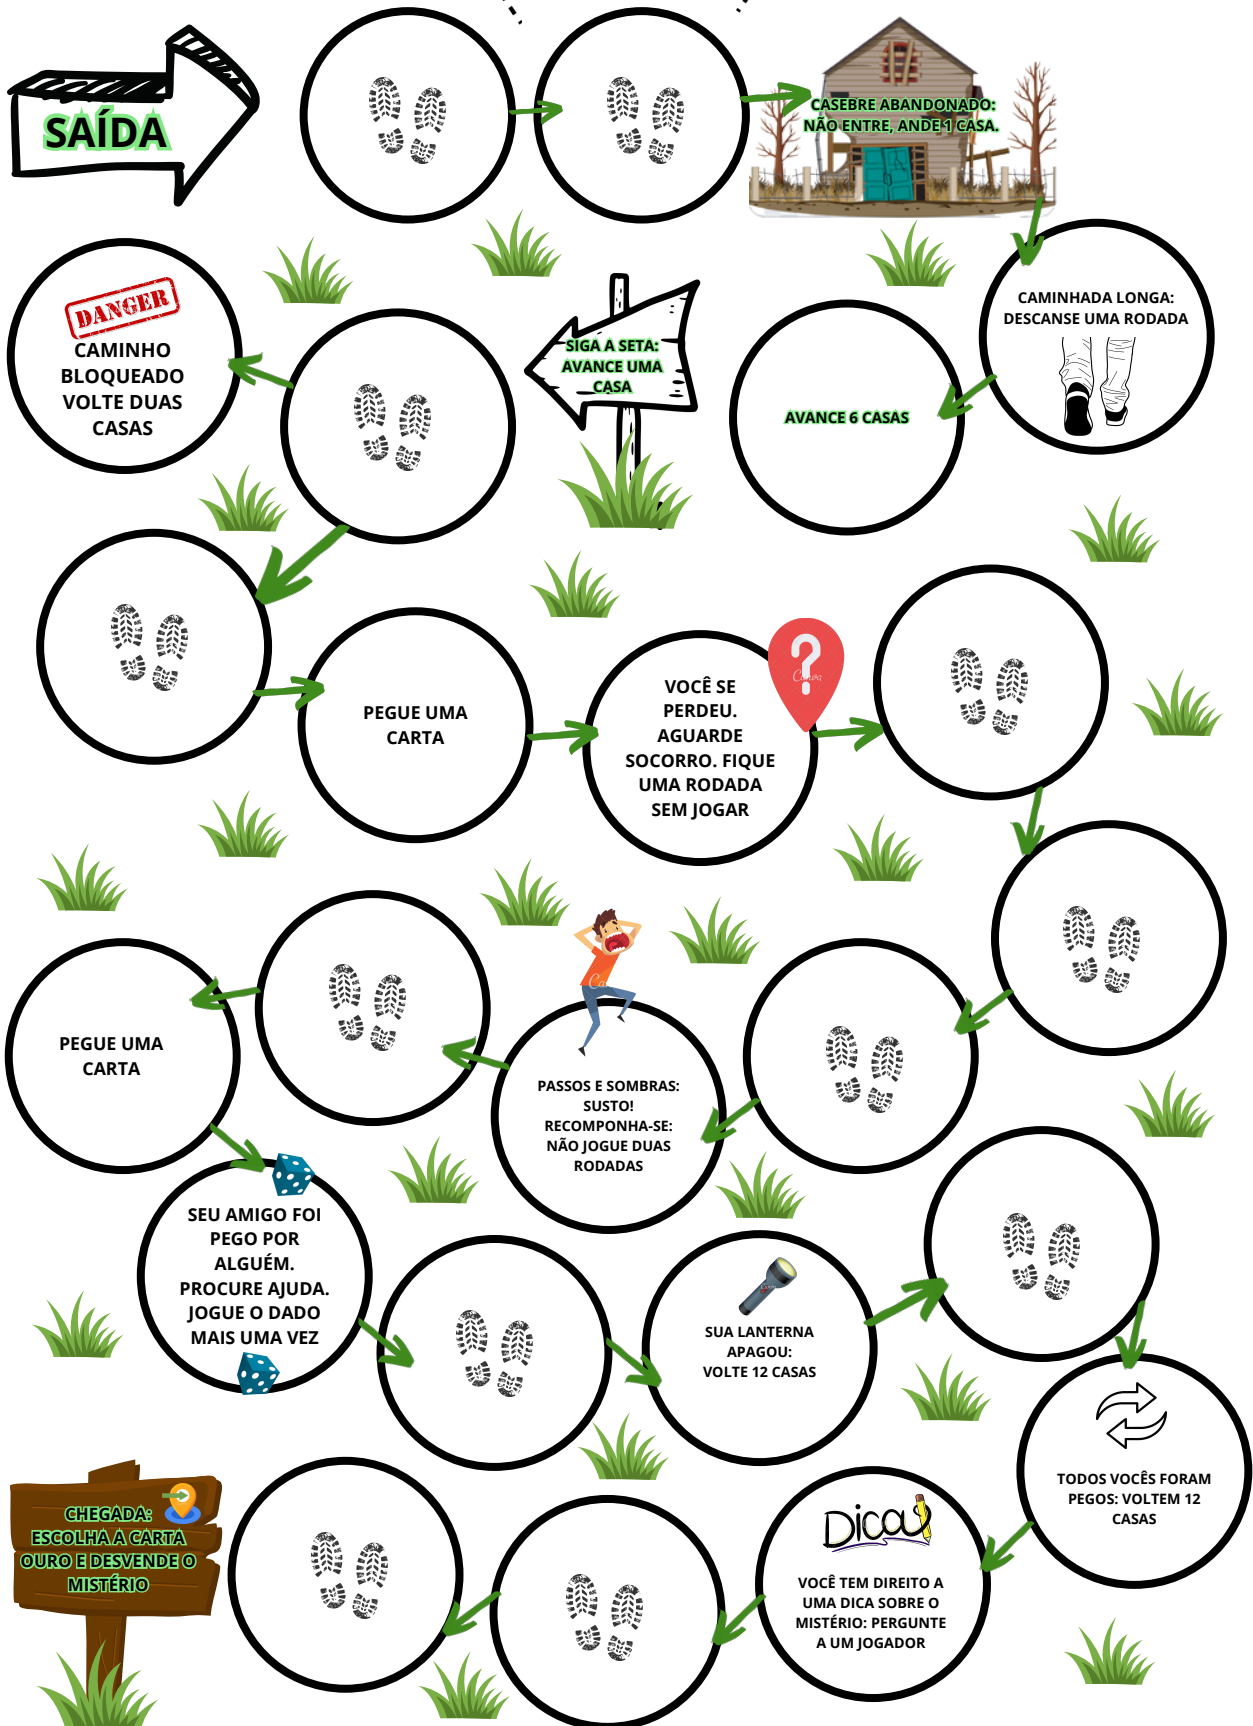 SAÍDA
CASEBRE ABANDONADO:
NÃO ENTRE, ANDE 1 CASA.
CAMINHADA LONGA:
DESCANSE UMA RODADA
AVANCE 6 CASAS
SIGA A SETA:
AVANCE UMA
CASA
DANGER
CAMINHO
BLOQUEADO
VOLTE DUAS
CASAS
PEGUE UMA
CARTA
VOCÊ SE
PERDEU.
AGUARDE
SOCORRO. FIQUE
UMA RODADA
SEM JOGAR
?
Canva
PASSOS E SOMBRAS:
SUSTO!
RECOMPONHA-SE:
NÃO JOGUE DUAS
RODADAS
PEGUE UMA
CARTA
SEU AMIGO FOI
PEGO POR
ALGUÉM.
PROCURE AJUDA.
JOGUE O DADO
MAIS UMA VEZ
SUA LANTERNA
APAGOU:
VOLTE 12 CASAS
TODOS VOCÊS FORAM
PEGOS: VOLTEM 12
CASAS
Dica
VOCÊ TEM DIREITO A
UMA DICA SOBRE O
MISTÉRIO: PERGUNTE
A UM JOGADOR
CHEGADA:
ESCOLHA A CARTA
OURO E DESVENDE O
MISTÉRIO